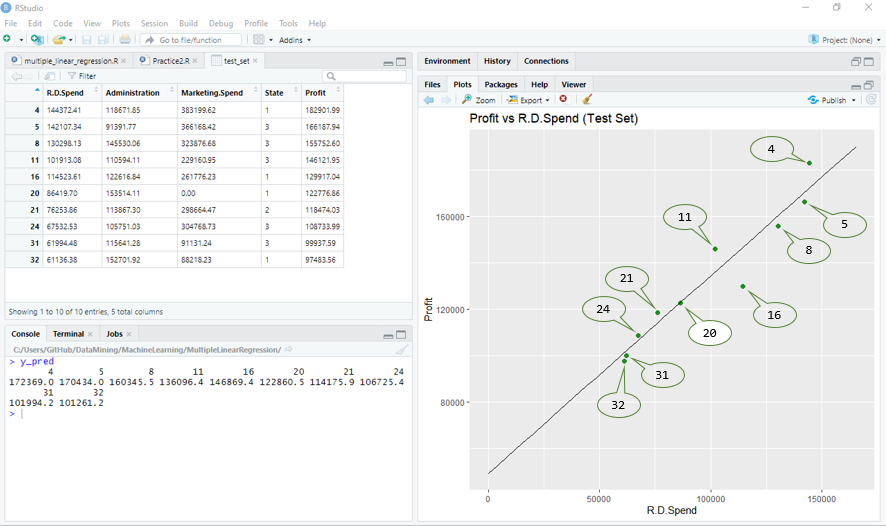 RStudio
File Edit Code View Plots Session Build Debug Profile Tools Help
Go to file/function Addins Project: (None)
multiple_linear_regression.R Practice2.R test_set
Filter
R.D.Spend Administration Marketing.Spend State Profit
4 144372.41 118671.85 383199.62 1 182901.99
5 142107.34 91391.77 366168.42 3 166187.94
8 130298.13 145530.06 323876.68 3 155752.60
11 101913.08 110594.11 229160.95 3 146121.95
16 114523.61 122616.84 261776.23 1 129917.04
20 86419.70 153514.11 0.00 1 122776.86
21 76253.86 113867.30 298664.47 2 118474.03
24 67532.53 105751.03 304768.73 3 108733.99
31 61994.48 115641.28 91131.24 3 99937.59
32 61136.38 152701.92 88218.23 1 97483.56
Showing 1 to 10 of 10 entries, 5 total columns
Console Terminal Jobs
C:/Users/GitHub/DataMining/MachineLearning/MultipleLinearRegression/
> y_pred
4 5 8 11 16 20 21 24
172369.0 170434.0 160345.5 136096.4 146869.4 122860.5 114175.9 106725.4
31 32
101994.2 101261.2
>
Environment History Connections
Files Plots Packages Help Viewer
Zoom Export Publish
Profit vs R.D.Spend (Test Set)
4
5
11
8
160000
21
16
24
20
120000
31
32
80000
Profit
0 50000 100000 150000
R.D.Spend